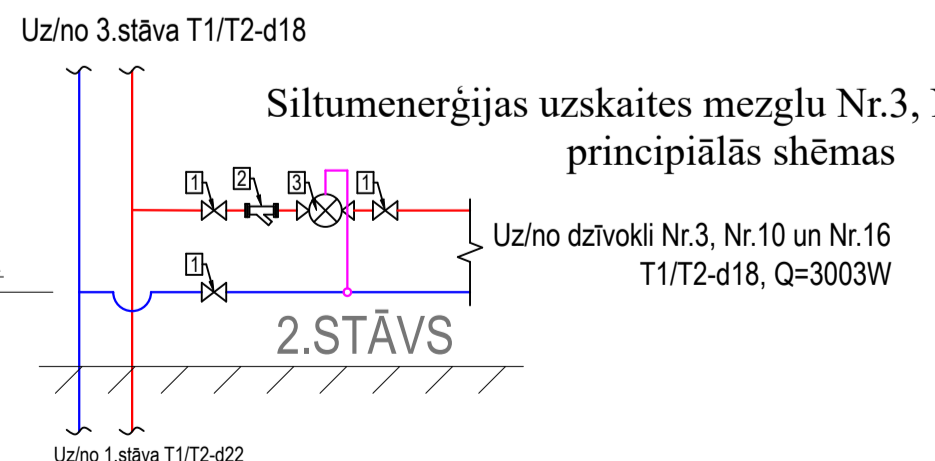 Uz/no 3.stāva T1/T2-d18
Siltumenerģijas uzskaites mezglu Nr.3,
principiālās shēmas
1
2
3
1
Uz/no dzīvokli Nr.3, Nr.10 un Nr.16
T1/T2-d18, Q=3003W
1
2.STĀVS
Uz/no 1.stāva T1/T2-d22